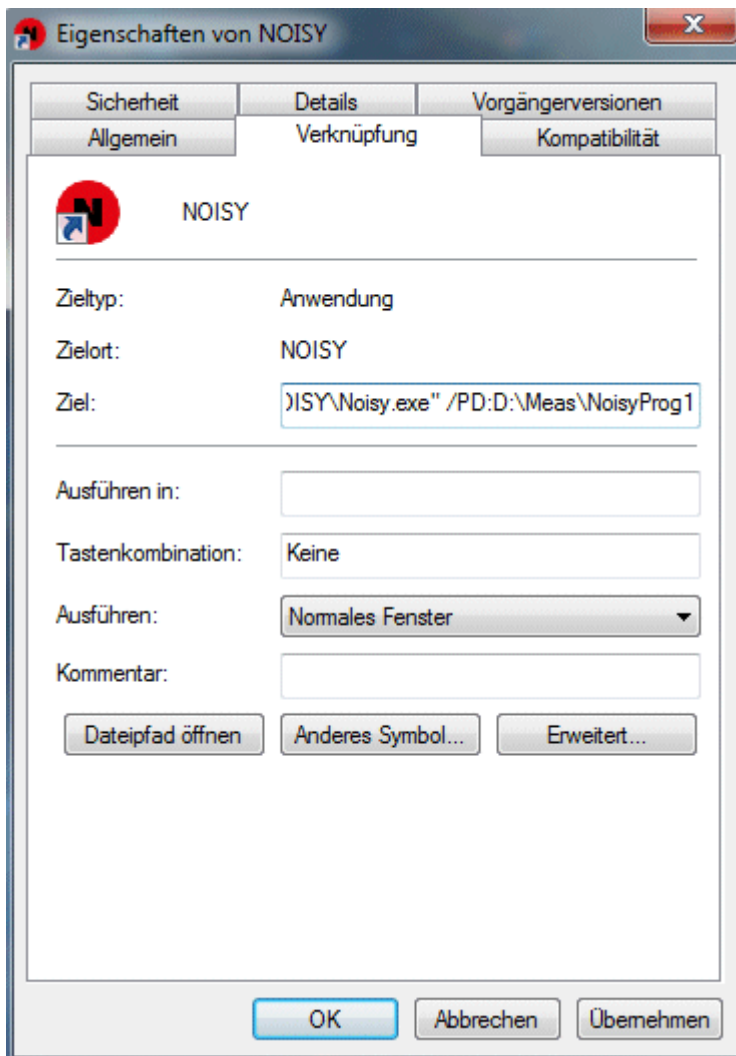 Eigenschaften von NOISY
Sicherheit Details Vorgängerversionen
Allgemein Verknüpfung Kompatibilität
N NOISY
Zieltyp: Anwendung
Zielort: NOISY
Ziel: OISY\Noisy.exe" /PD:D:\Meas\NoisyProg1
Ausführen in:
Tastenkombination: Keine
Ausführen: Normales Fenster
Kommentar:
Dateipfad öffnen Anderes Symbol... Erweitert...
OK Abbrechen Übernehmen